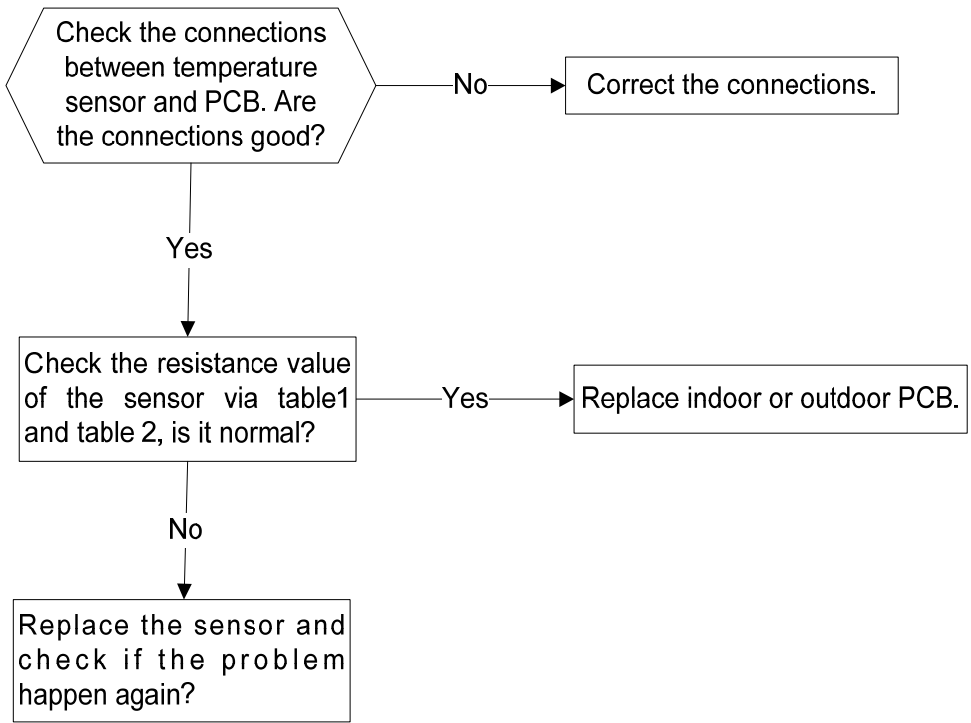 Check the connections
between temperature
sensor and PCB. Are
the connections good?
No
Correct the connections.
Yes
Check the resistance value
of the sensor via table1
and table 2, is it normal?
Yes
Replace indoor or outdoor PCB.
No
Replace the sensor and
check if the problem
happen again?